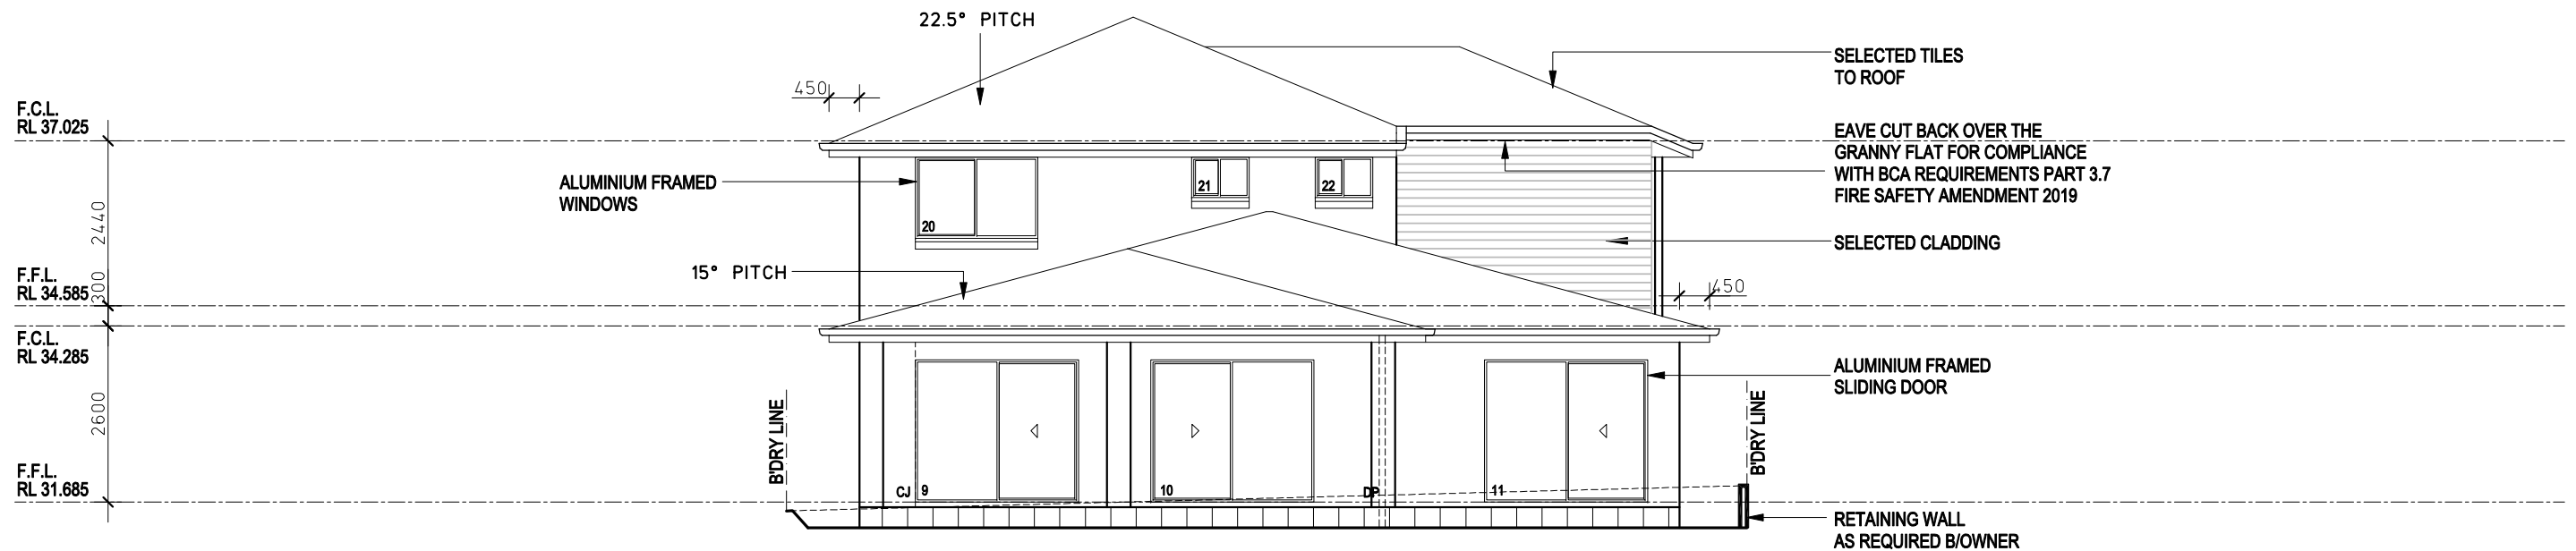 22.5° PITCH
SELECTED TILES
TO ROOF
450
F.C.L.
RL 37.025
EAVE CUT BACK OVER THE
GRANNY FLAT FOR COMPLIANCE
WITH BCA REQUIREMENTS PART 3.7
FIRE SAFETY AMENDMENT 2019
ALUMINIUM FRAMED
WINDOWS
21
22
20
2440
SELECTED CLADDING
15° PITCH
F.F.L.
RL 34.585
300
450
F.C.L.
RL 34.285
ALUMINIUM FRAMED
SLIDING DOOR
2600
B'DRY LINE
B'DRY LINE
F.F.L.
RL 31.685
CJ
9
10
DP
11
RETAINING WALL
AS REQUIRED B/OWNER